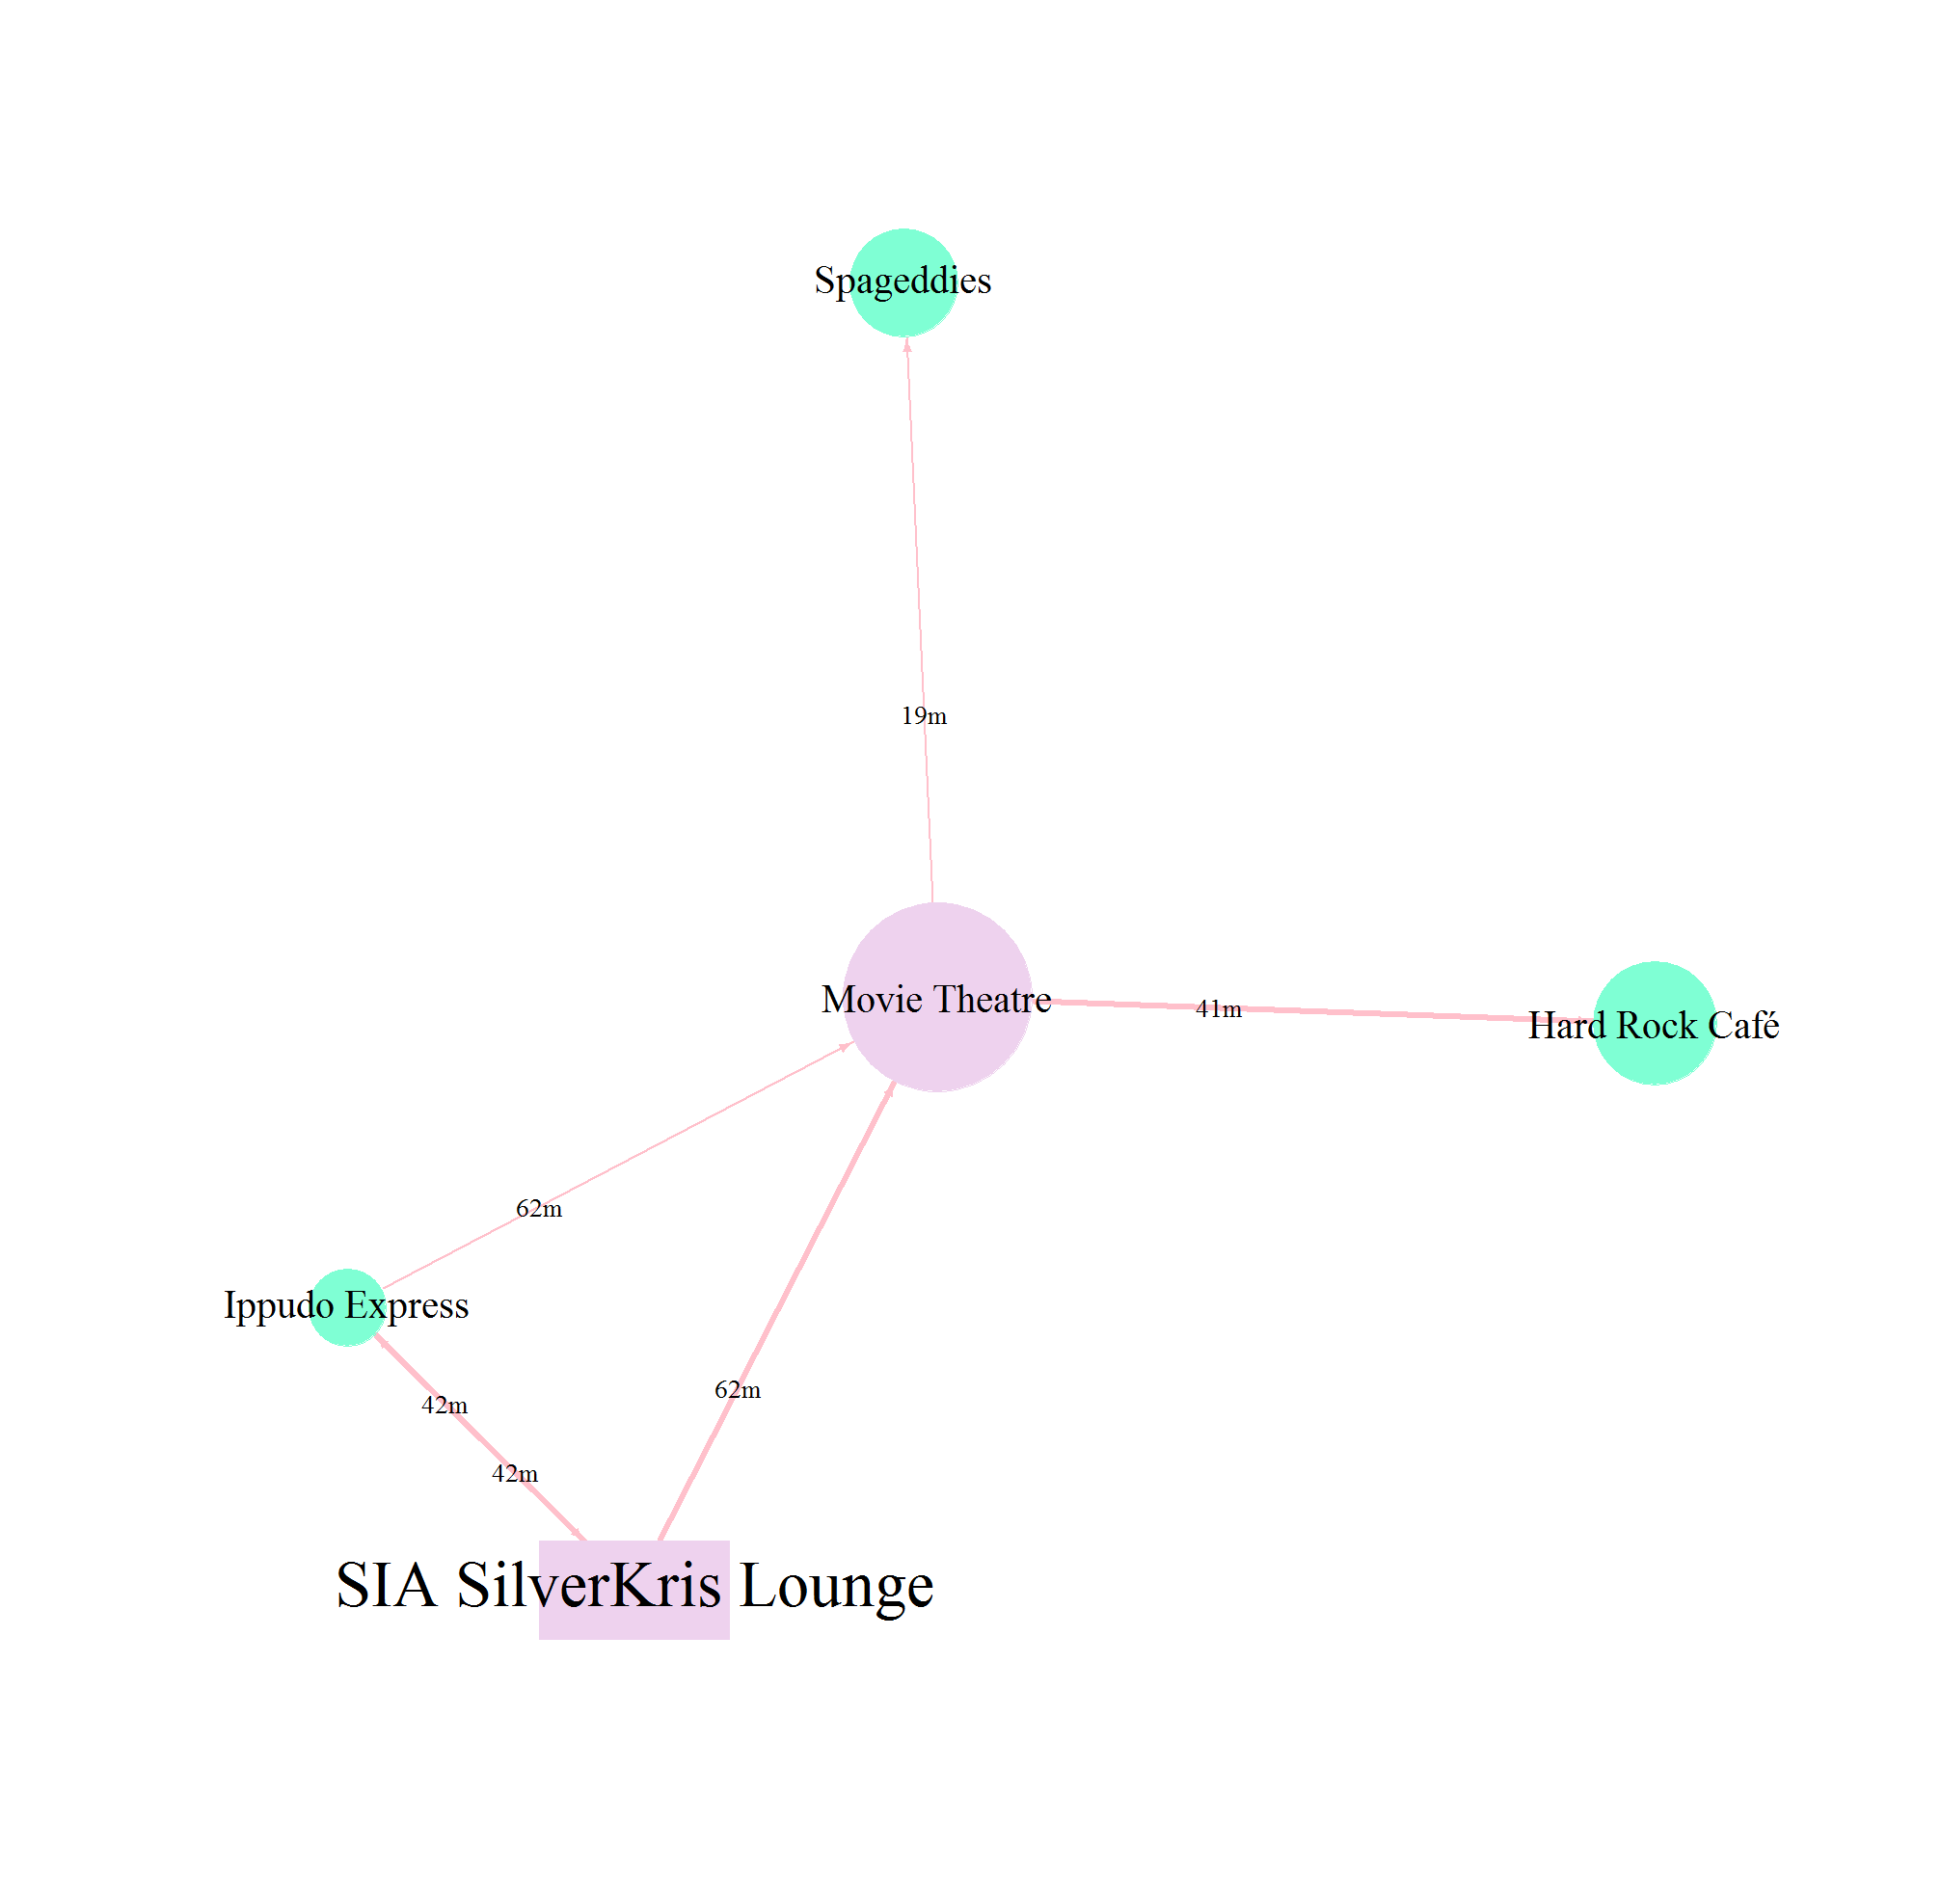 Spageddies
19m
Movie Theatre
41m
Hard Rock Café
62m
Ippudo Express
62m
42m
42m
SIA SilverKris Lounge